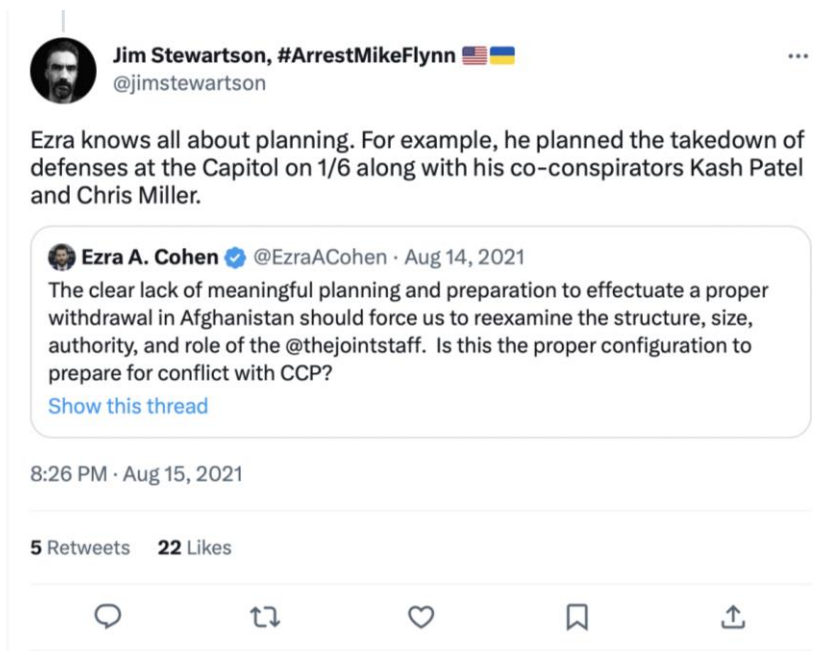 Jim Stewartson, #ArrestMikeFlynn 🇺🇸🇺🇦
@jimstewartson
Ezra knows all about planning. For example, he planned the takedown of
defenses at the Capitol on 1/6 along with his co-conspirators Kash Patel
and Chris Miller.
Ezra A. Cohen @EzraACohen · Aug 14, 2021
The clear lack of meaningful planning and preparation to effectuate a proper
withdrawal in Afghanistan should force us to reexamine the structure, size,
authority, and role of the @thejointstaff. Is this the proper configuration to
prepare for conflict with CCP?
Show this thread
8:26 PM · Aug 15, 2021
5 Retweets 22 Likes